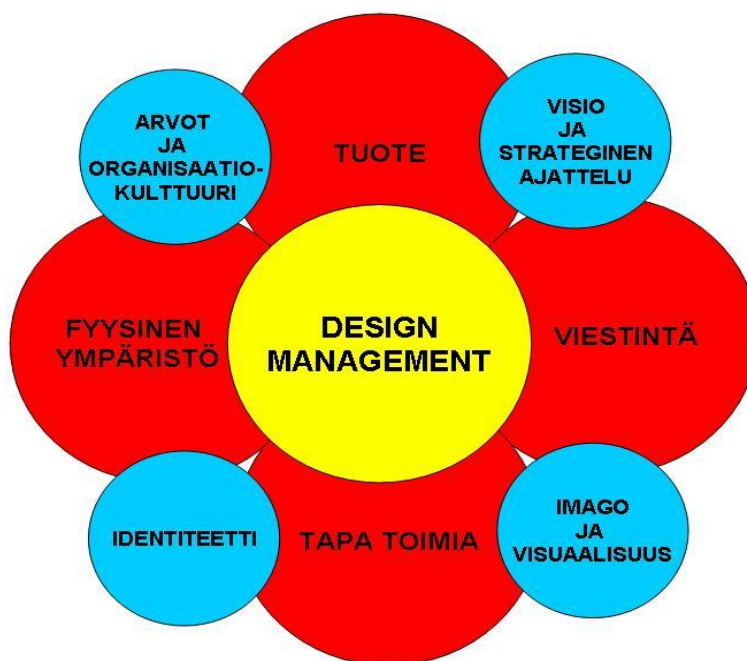 ARVOT
JA
ORGANISAATIO-
KULTTUURI
TUOTE
VISIO
JA
STRATEGINEN
AJATTELU
FYYSINEN
YMPÄRISTÖ
DESIGN
MANAGEMENT
VIESTINTÄ
IDENTITEETTI
TAPA TOIMIA
IMAGO
JA
VISUAALISUUS